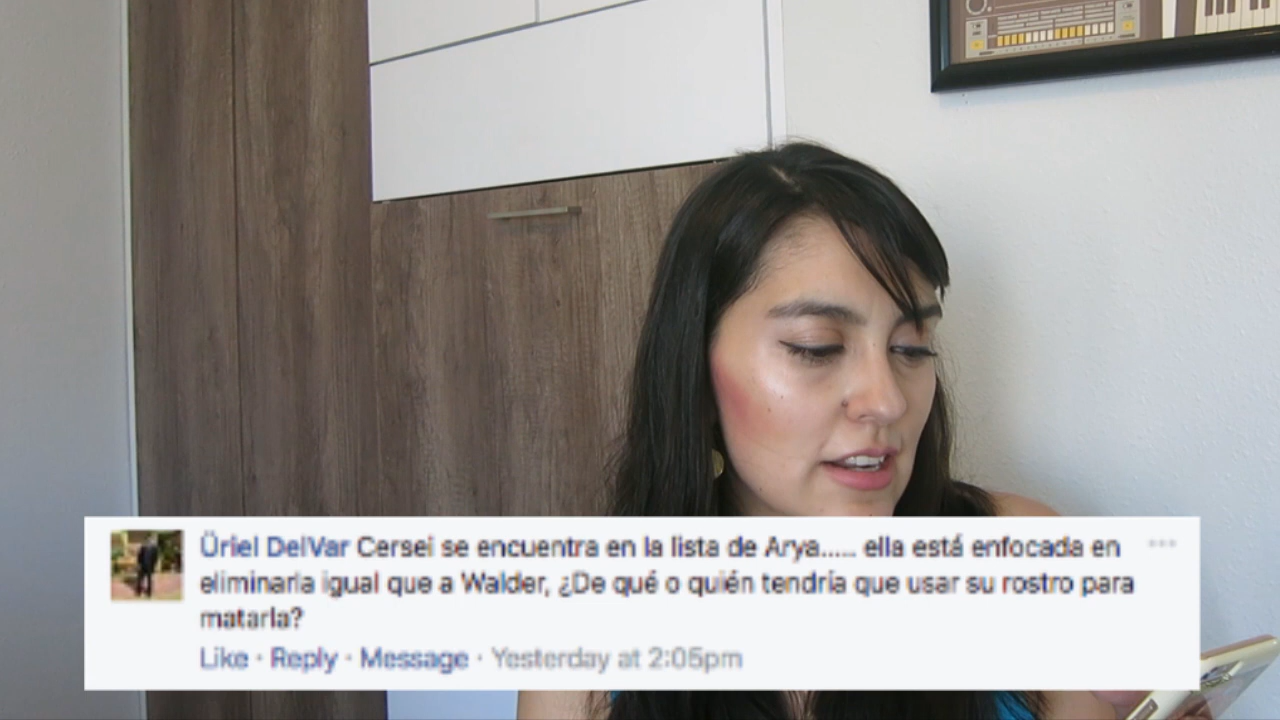 Üriel DelVar Cersei se encuentra en la lista de Arya..... ella está enfocada en
eliminarla igual que a Walder, ¿De qué o quién tendría que usar su rostro para
matarla?
Like · Reply · Message · Yesterday at 2:05pm